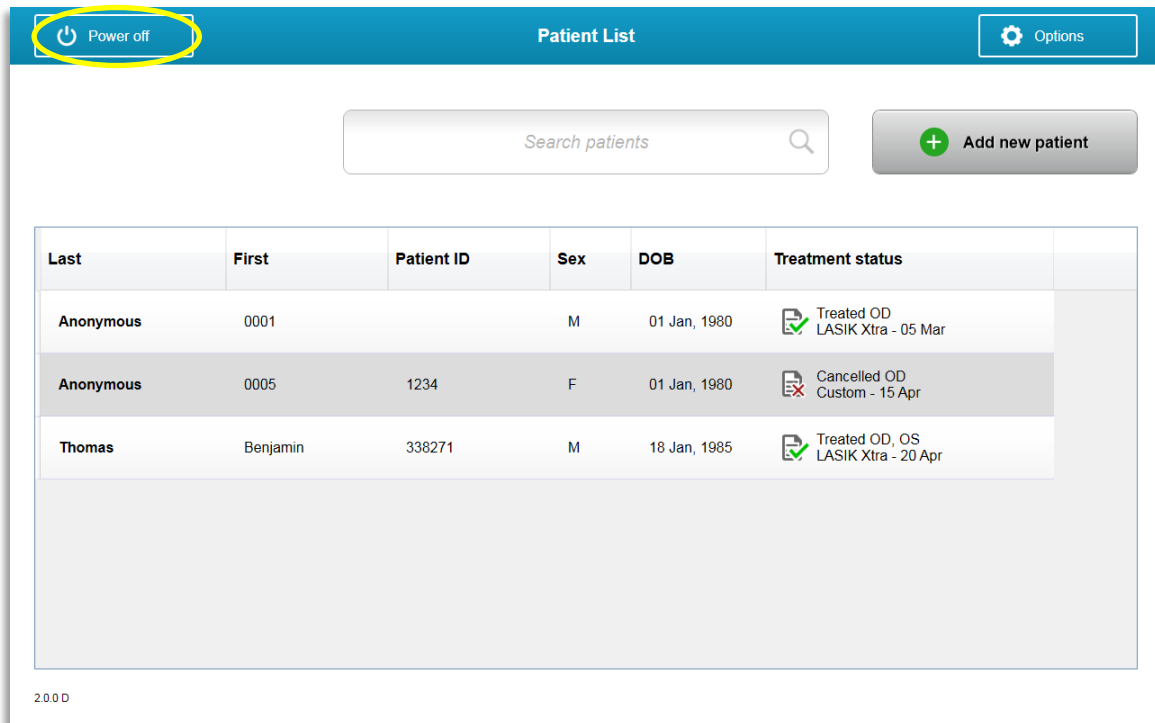 Power off
Patient List
Options
Search patients
Add new patient
Last First Patient ID Sex DOB Treatment status
Anonymous 0001 M 01 Jan, 1980 Treated OD
LASIK Xtra - 05 Mar
Anonymous 0005 1234 F 01 Jan, 1980 Cancelled OD
Custom - 15 Apr
Thomas Benjamin 338271 M 18 Jan, 1985 Treated OD, OS
LASIK Xtra - 20 Apr
2.0.0 D